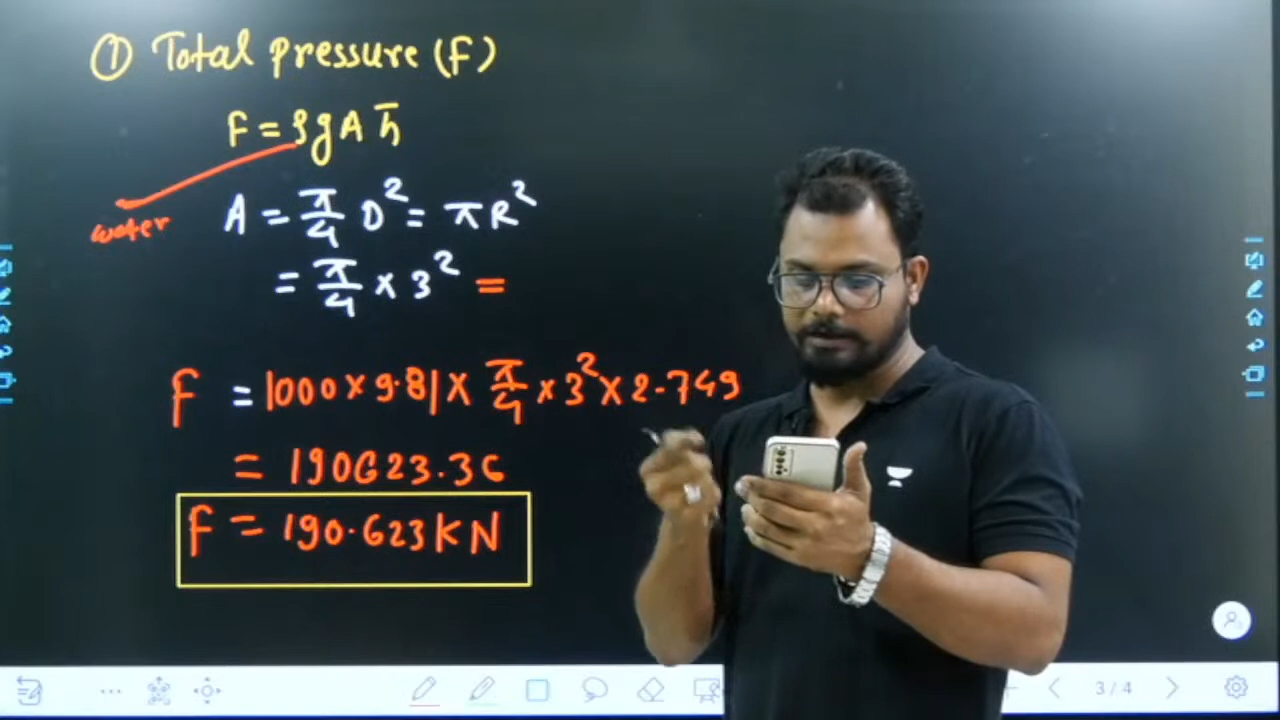 ① Total pressure (F)
F = ρgAh̄
water
A = π/4 D² = πR²
= π/4 × 3² =
F = 1000 × 9.81 × π/4 × 3² × 2.749
= 190623.36
F = 190.623 KN
3 / 4